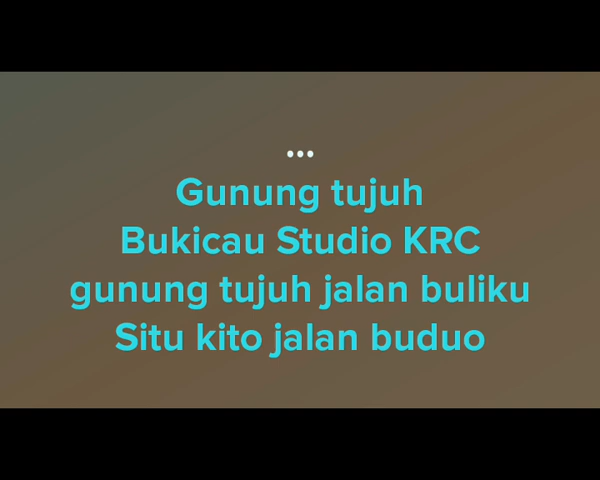 ...
Gunung tujuh
Bukicau Studio KRC
gunung tujuh jalan buliku
Situ kito jalan buduo